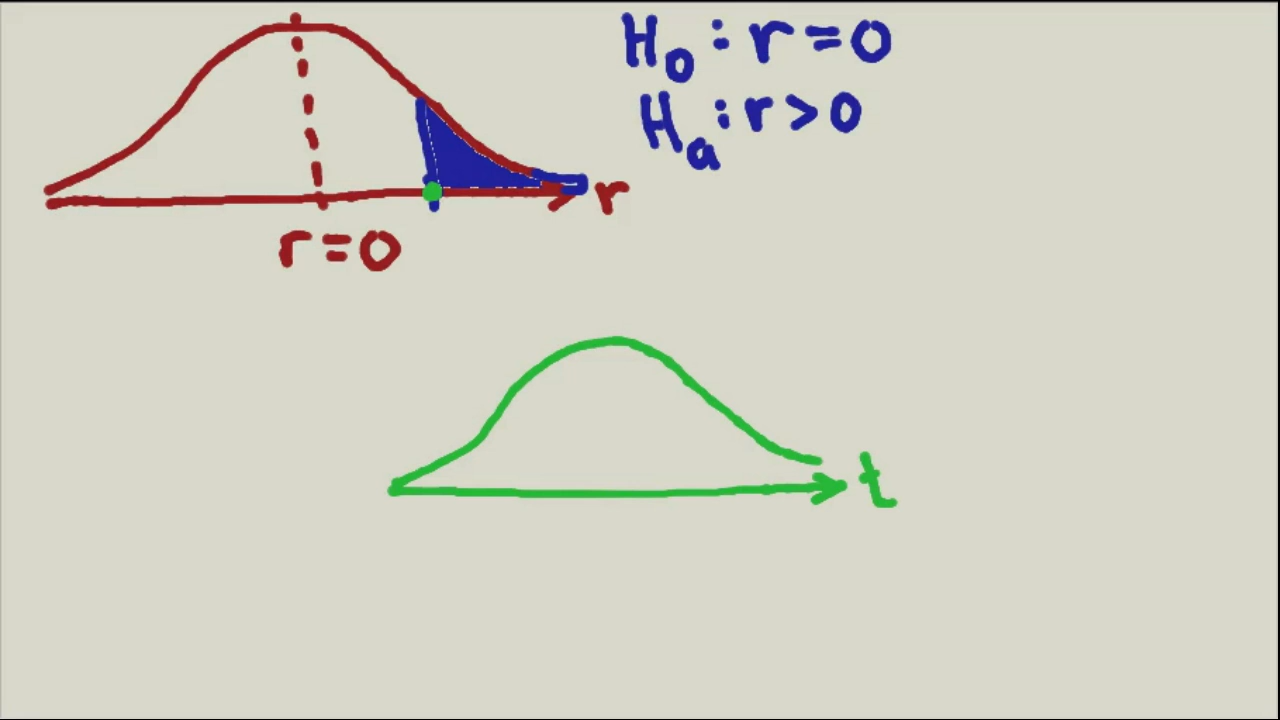 H₀ : r = 0
Hₐ : r > 0
r
r = 0
t